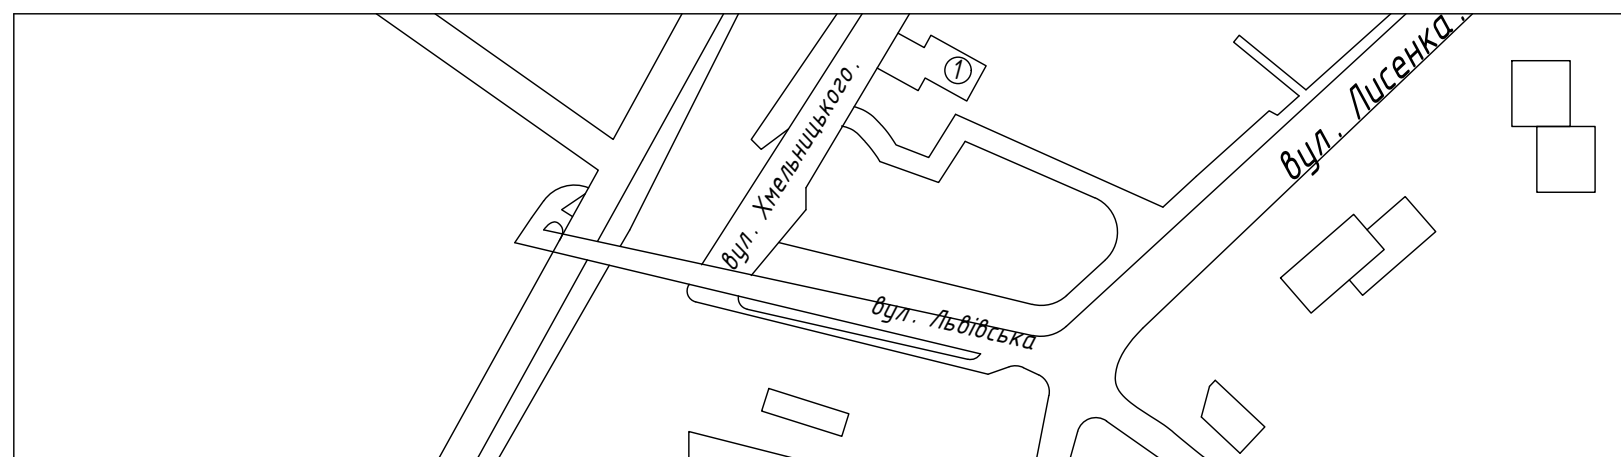 1
вул. Хмельницького.
вул. Лисенка.
вул. Львівська